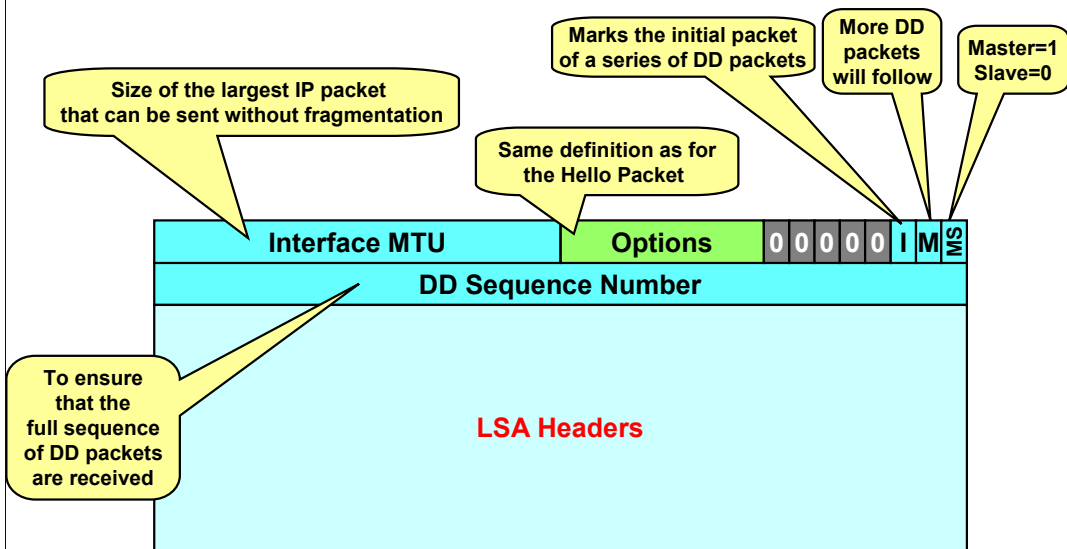 Marks the initial packet
of a series of DD packets
More DD
packets
will follow
Master=1
Slave=0
Size of the largest IP packet
that can be sent without fragmentation
Same definition as for
the Hello Packet
Interface MTU
Options
0 0 0 0 0 I M MS
DD Sequence Number
To ensure
that the
full sequence
of DD packets
are received
LSA Headers